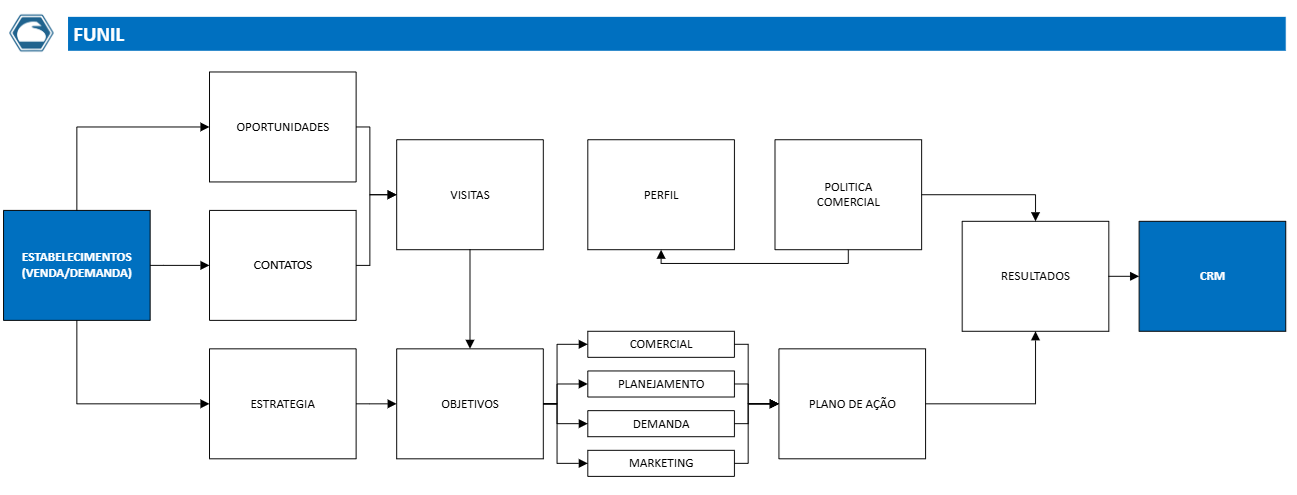 FUNIL
OPORTUNIDADES
VISITAS
PERFIL
POLITICA
COMERCIAL
ESTABELECIMENTOS
(VENDA/DEMANDA)
CONTATOS
RESULTADOS
CRM
ESTRATEGIA
OBJETIVOS
COMERCIAL
PLANEJAMENTO
DEMANDA
MARKETING
PLANO DE AÇÃO